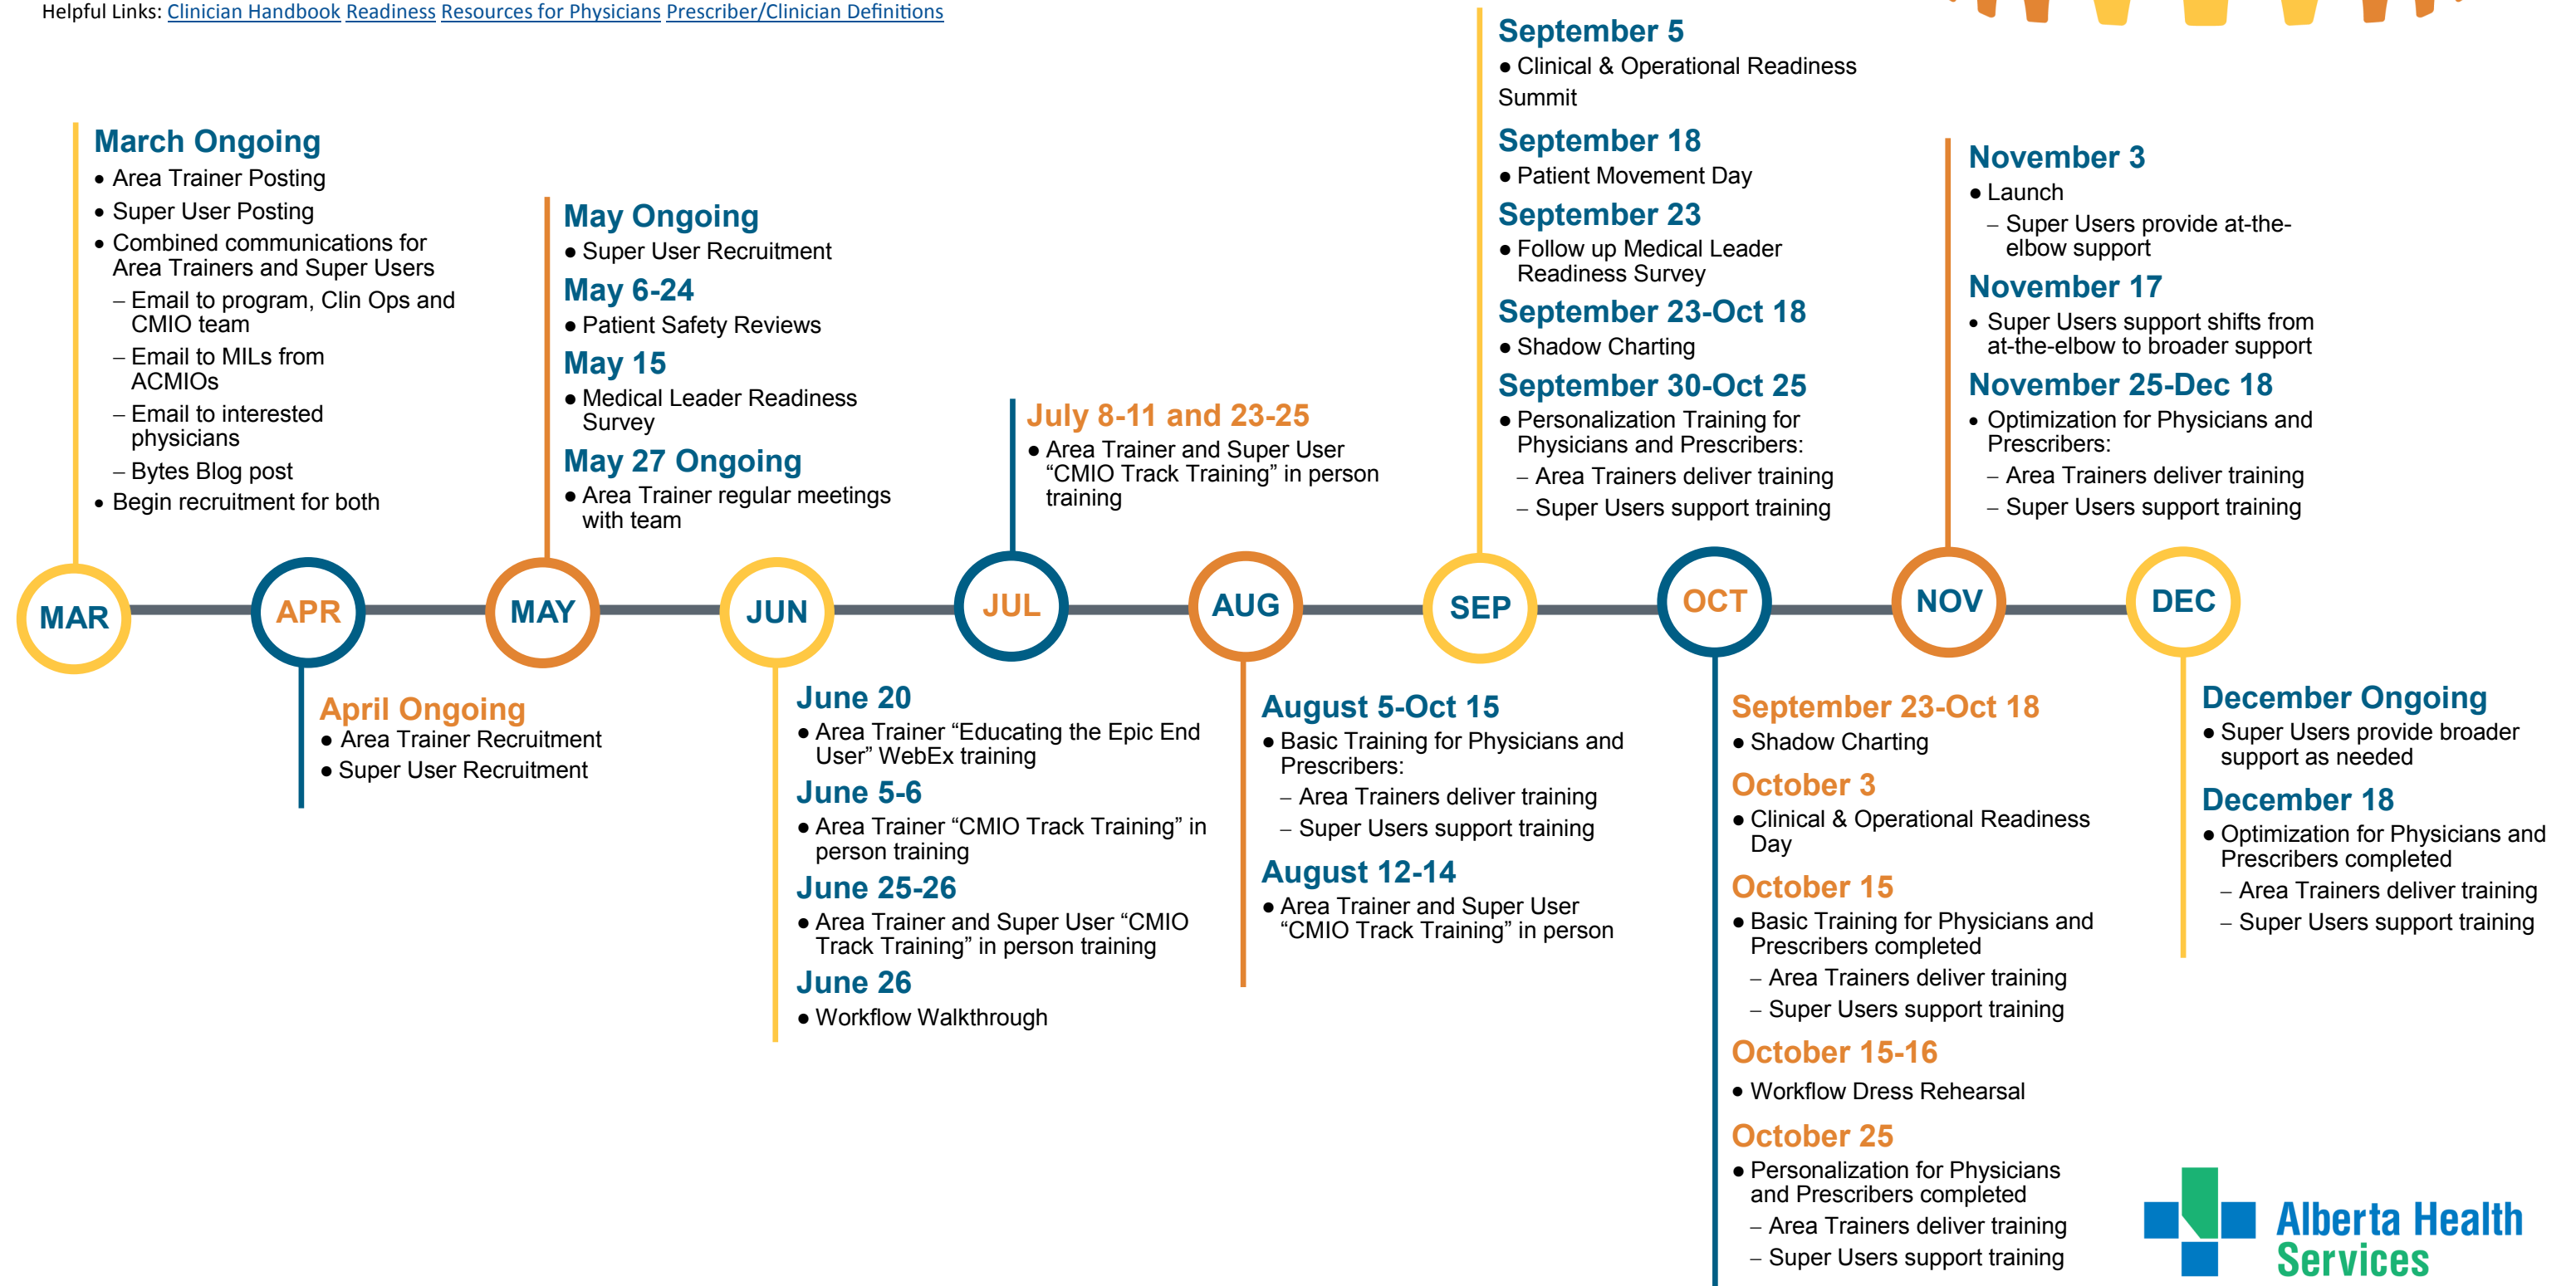 Helpful Links: Clinician Handbook Readiness Resources for Physicians Prescriber/Clinician Definitions
March Ongoing
• Area Trainer Posting
• Super User Posting
• Combined communications for
Area Trainers and Super Users
– Email to program, Clin Ops and
CMIO team
– Email to MILs from
ACMIOs
– Email to interested
physicians
– Bytes Blog post
• Begin recruitment for both
May Ongoing
• Super User Recruitment
May 6-24
• Patient Safety Reviews
May 15
• Medical Leader Readiness
Survey
May 27 Ongoing
• Area Trainer regular meetings
with team
July 8-11 and 23-25
• Area Trainer and Super User
“CMIO Track Training” in person
training
September 5
• Clinical & Operational Readiness
Summit
September 18
• Patient Movement Day
September 23
• Follow up Medical Leader
Readiness Survey
September 23-Oct 18
• Shadow Charting
September 30-Oct 25
• Personalization Training for
Physicians and Prescribers:
– Area Trainers deliver training
– Super Users support training
November 3
• Launch
– Super Users provide at-the-
elbow support
November 17
• Super Users support shifts from
at-the-elbow to broader support
November 25-Dec 18
• Optimization for Physicians and
Prescribers:
– Area Trainers deliver training
– Super Users support training
MAR
APR
MAY
JUN
JUL
AUG
SEP
OCT
NOV
DEC
April Ongoing
• Area Trainer Recruitment
• Super User Recruitment
June 20
• Area Trainer “Educating the Epic End
User” WebEx training
June 5-6
• Area Trainer “CMIO Track Training” in
person training
June 25-26
• Area Trainer and Super User “CMIO
Track Training” in person training
June 26
• Workflow Walkthrough
August 5-Oct 15
• Basic Training for Physicians and
Prescribers:
– Area Trainers deliver training
– Super Users support training
August 12-14
• Area Trainer and Super User
“CMIO Track Training” in person
September 23-Oct 18
• Shadow Charting
October 3
• Clinical & Operational Readiness
Day
October 15
• Basic Training for Physicians and
Prescribers completed
– Area Trainers deliver training
– Super Users support training
October 15-16
• Workflow Dress Rehearsal
October 25
• Personalization for Physicians
and Prescribers completed
– Area Trainers deliver training
– Super Users support training
December Ongoing
• Super Users provide broader
support as needed
December 18
• Optimization for Physicians and
Prescribers completed
– Area Trainers deliver training
– Super Users support training
Alberta Health
Services